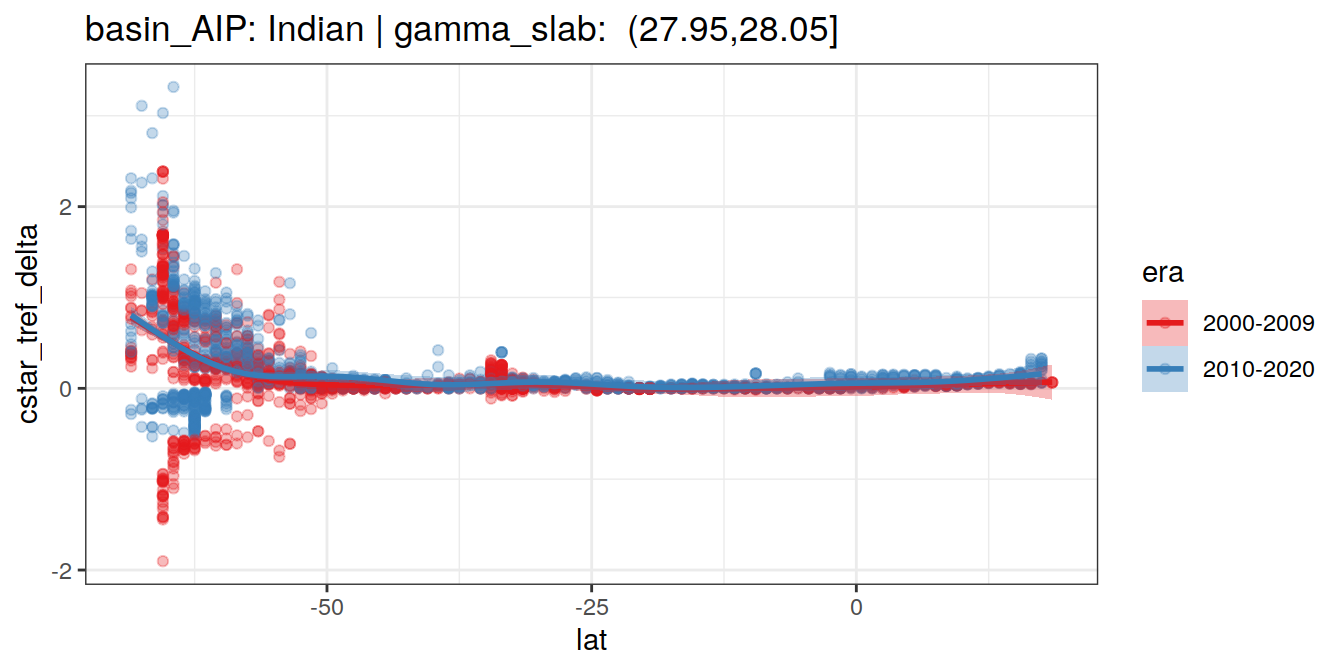 basin_AIP: Indian | gamma_slab:  (27.95,28.05]
cstar_tref_delta
2
0
-2
-50
-25
0
lat
era
2000-2009
2010-2020